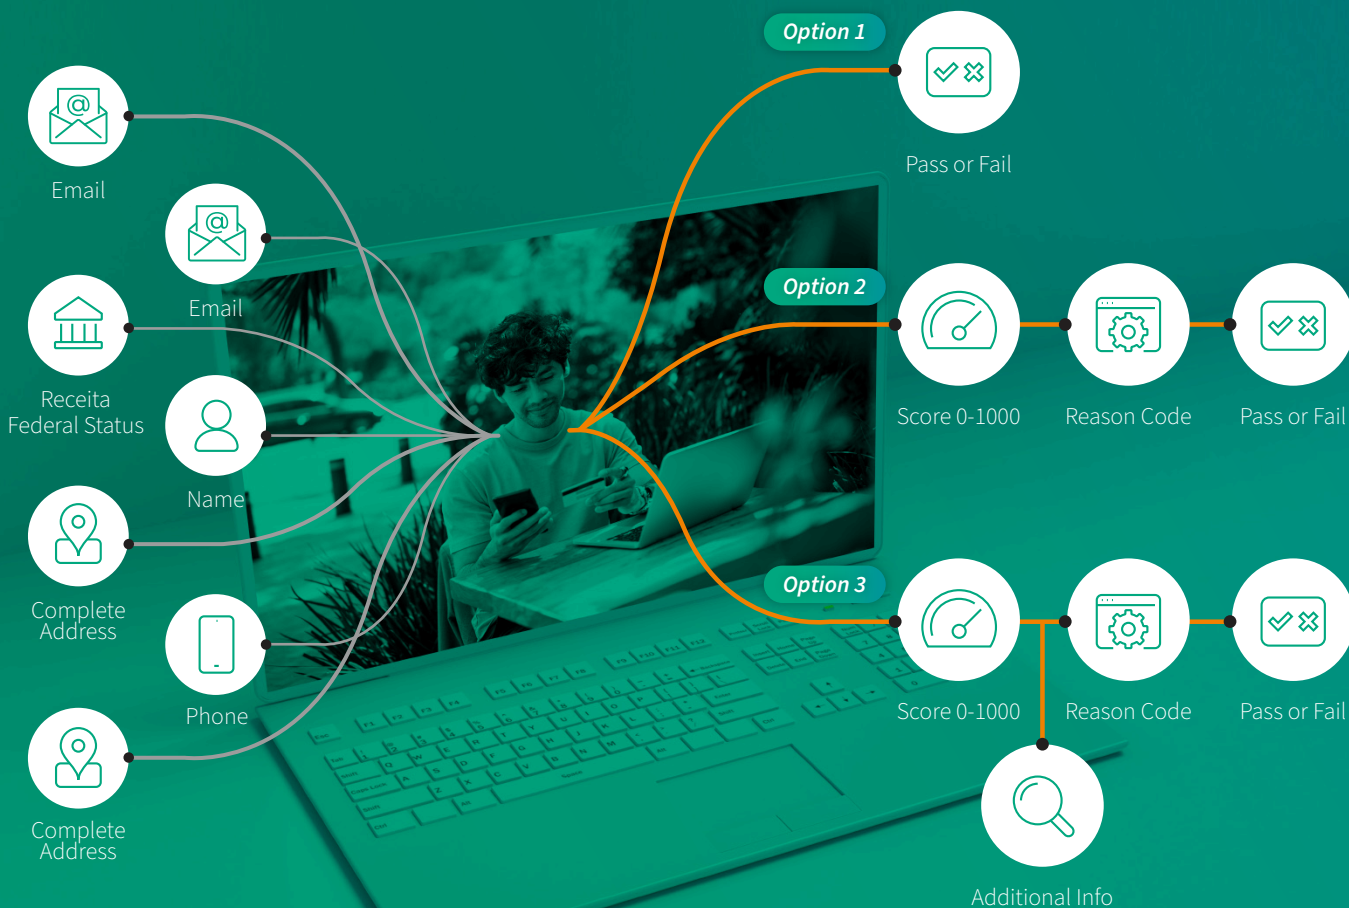 Option 1
Pass or Fail
Email
Email
Receita
Federal Status
Name
Complete
Address
Phone
Complete
Address
Option 2
Score 0-1000
Reason Code
Pass or Fail
Option 3
Score 0-1000
Reason Code
Pass or Fail
Additional Info